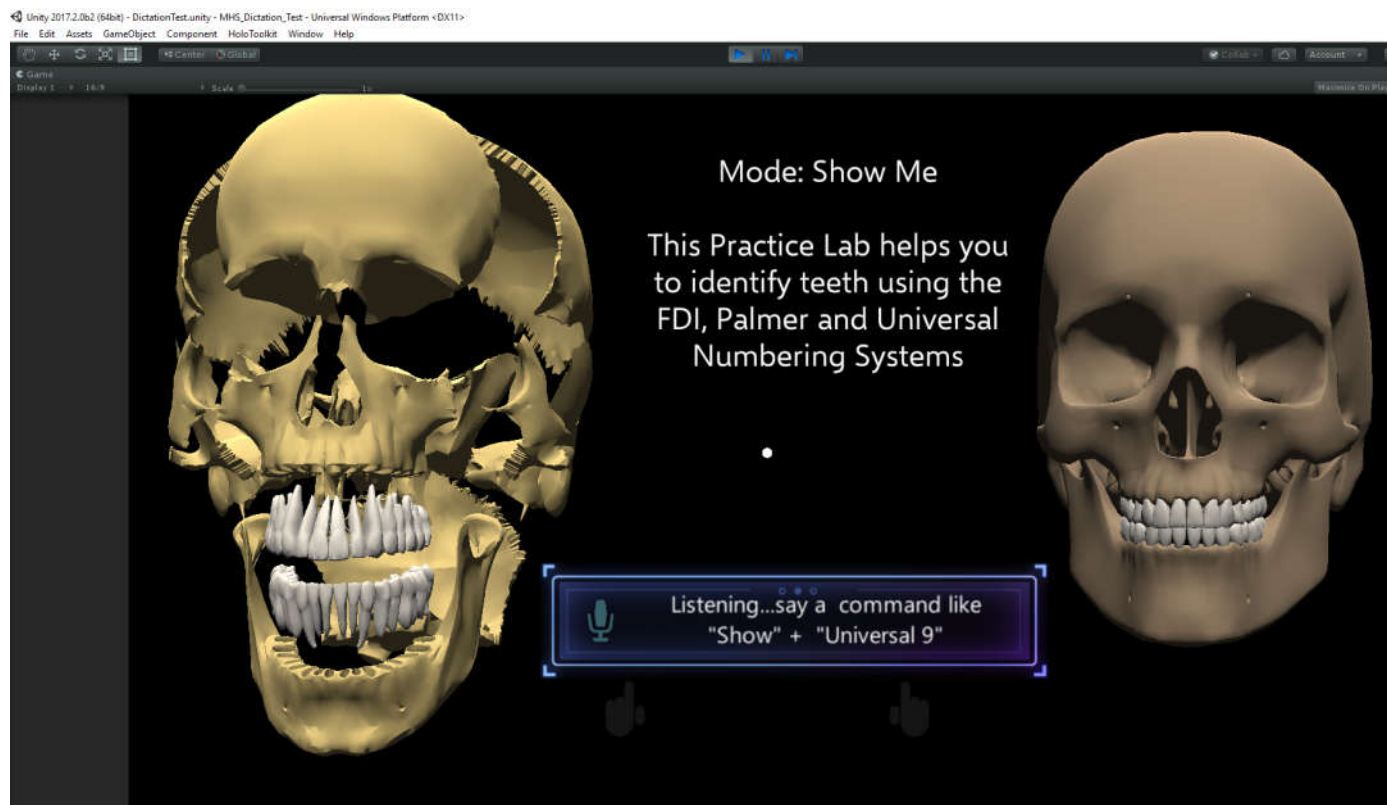 Unity 2017.2.0b2 (64bit) - DictationTest.unity - MHS_Dictation_Test - Universal Windows Platform <DX11>
File Edit Assets GameObject Component HoloToolkit Window Help
Center Global Collab Account
Game
Display 1 16:9 Scale 1x Maximize On Play
Mode: Show Me
This Practice Lab helps you
to identify teeth using the
FDI, Palmer and Universal
Numbering Systems
Listening...say a command like
"Show" + "Universal 9"